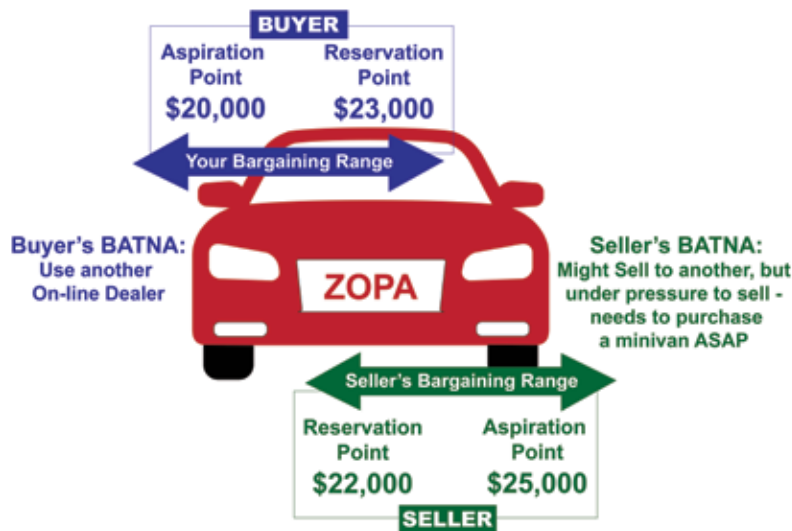 BUYER
Aspiration
Point
$20,000
Reservation
Point
$23,000
Your Bargaining Range
Buyer's BATNA:
Use another
On-line Dealer
ZOPA
Seller's BATNA:
Might Sell to another, but
under pressure to sell -
needs to purchase
a minivan ASAP
Seller's Bargaining Range
Reservation
Point
$22,000
Aspiration
Point
$25,000
SELLER